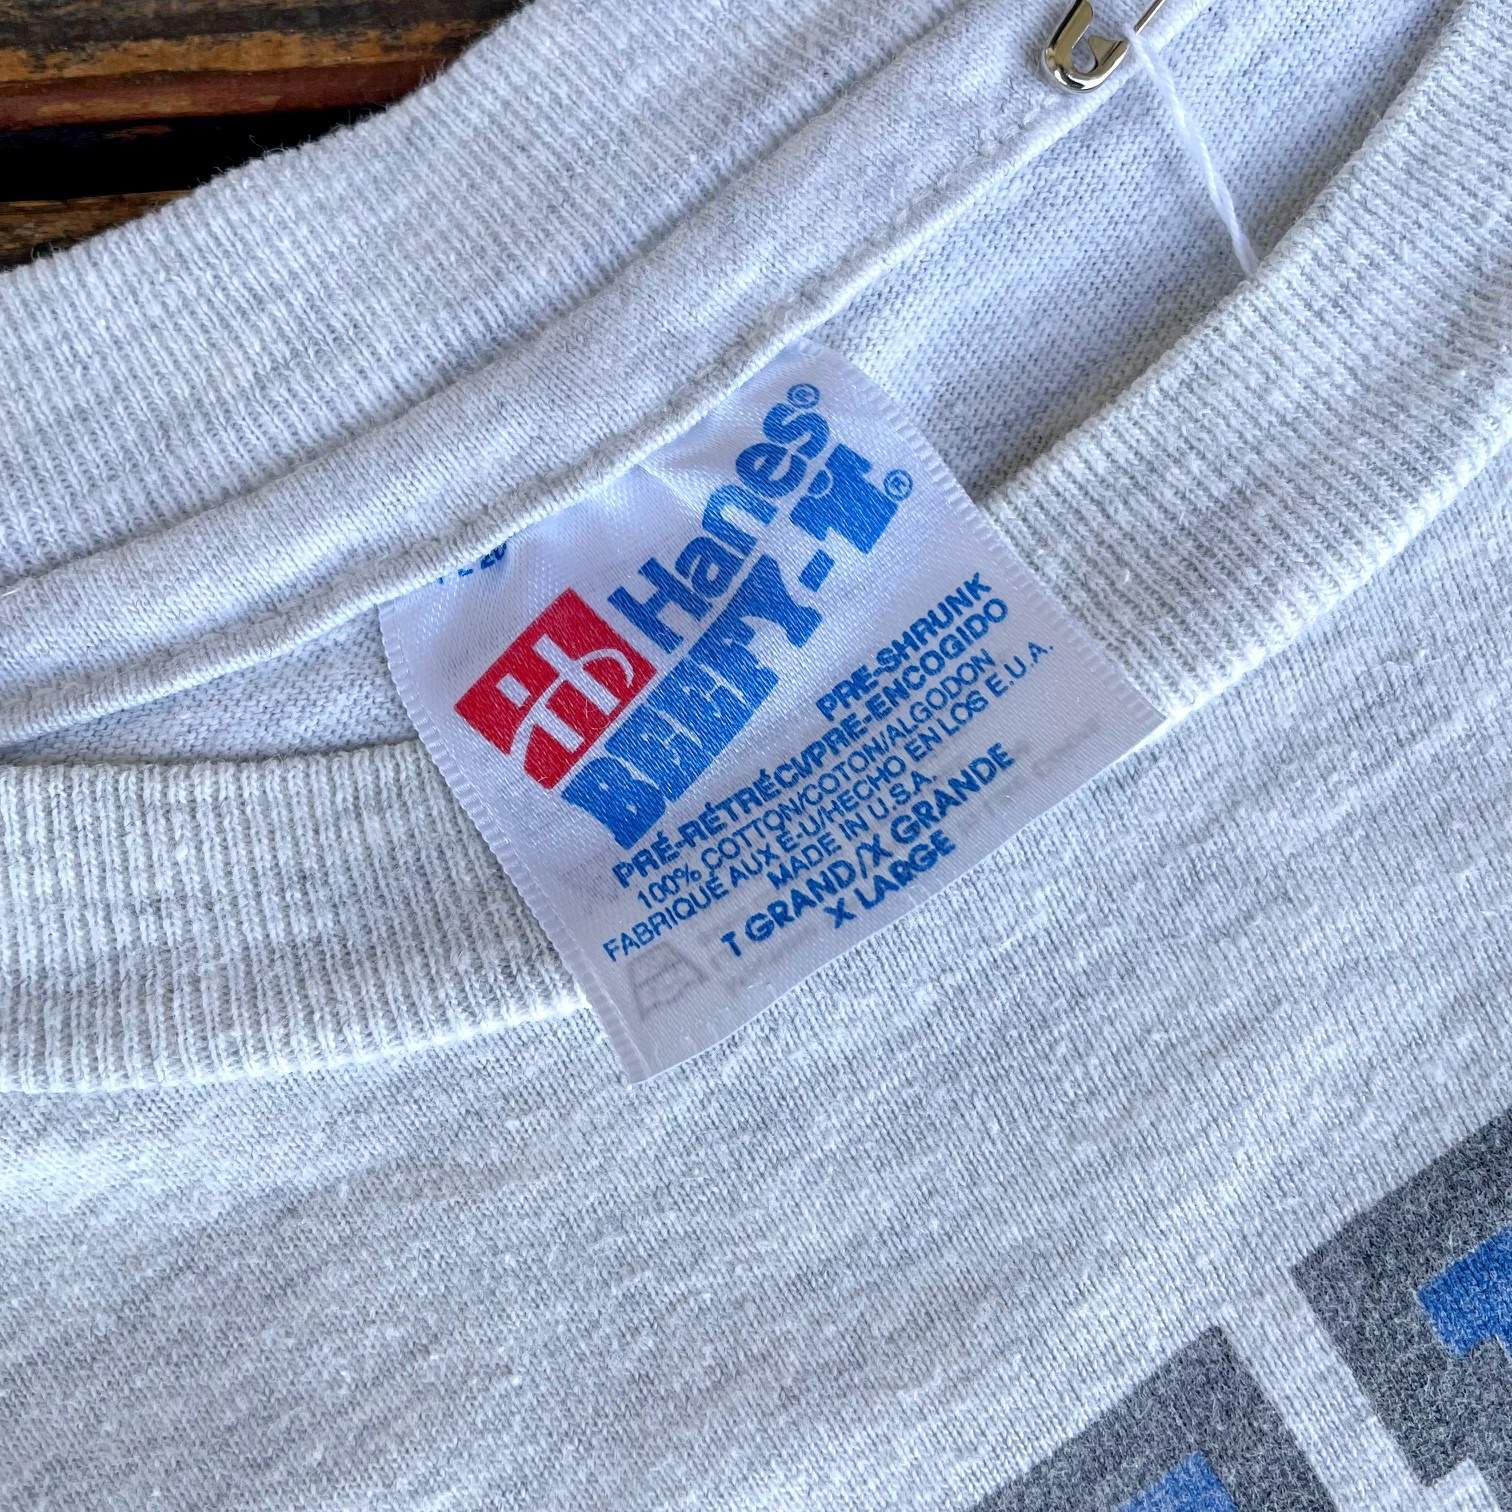 Hanes®
BEEFY-T®
PRE-SHRUNK
PRÉ-RÉTRÉCI/PRE-ENCOGIDO
100% COTTON/COTON/ALGODON
FABRIQUÉ AUX É-U/HECHO EN LOS E.U.A.
MADE IN U.S.A.
T GRAND/X GRANDE
X LARGE